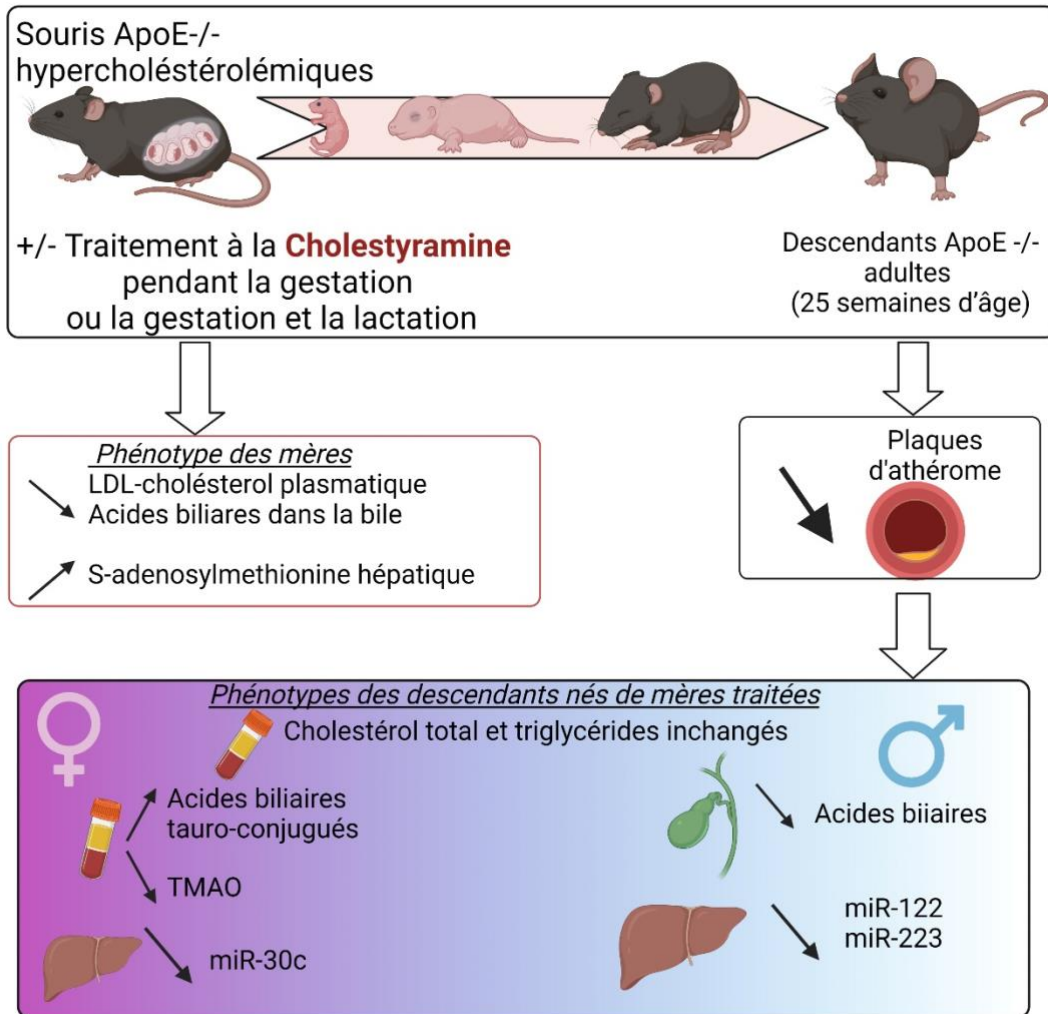 Souris ApoE-/-
hypercholéstérolémiques
+/- Traitement à la Cholestyramine
pendant la gestation
ou la gestation et la lactation
Descendants ApoE -/-
adultes
(25 semaines d'âge)
Phénotype des mères
LDL-cholésterol plasmatique
Acides biliares dans la bile
S-adenosylmethionine hépatique
Plaques
d'athérome
Phénotypes des descendants nés de mères traitées
Cholestérol total et triglycérides inchangés
Acides biliaires
tauro-conjugués
TMAO
miR-30c
Acides biiaires
miR-122
miR-223